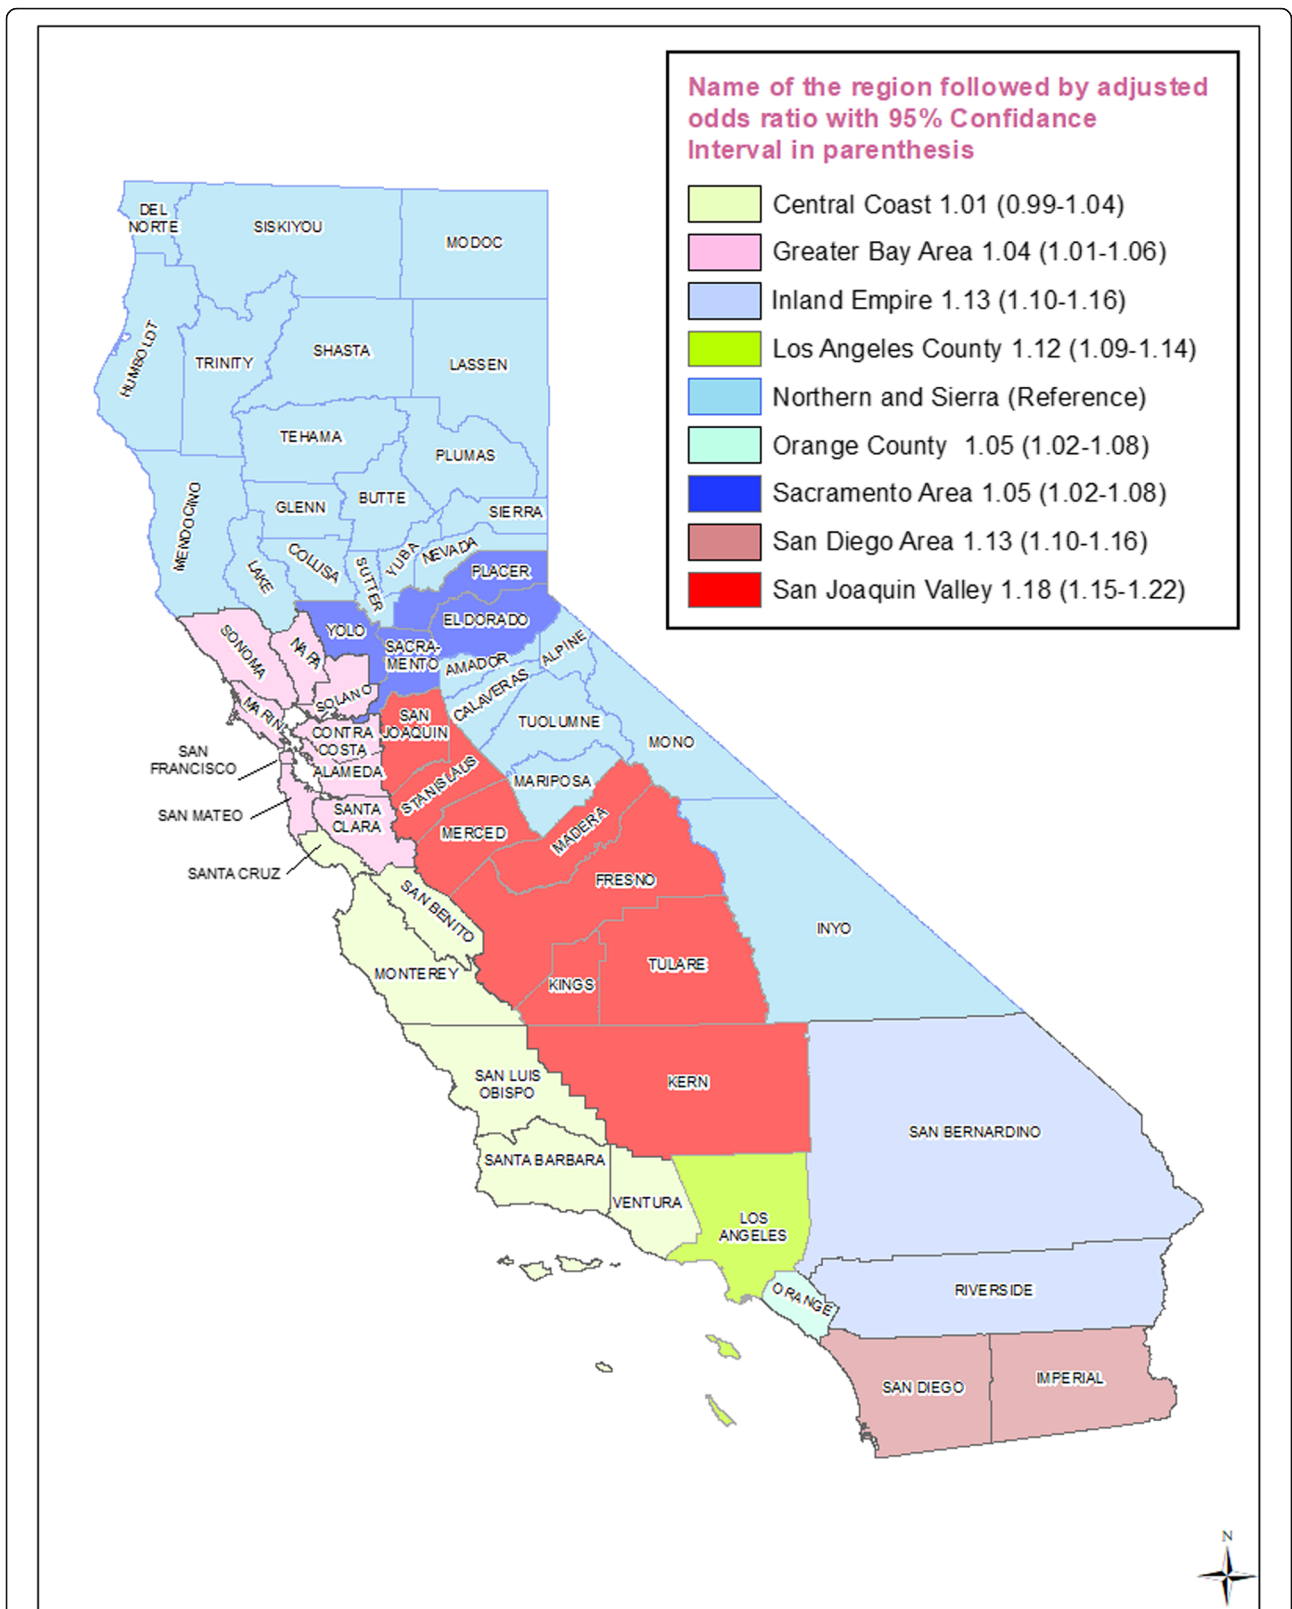 Name of the region followed by adjusted
odds ratio with 95% Confidance
Interval in parenthesis
Central Coast 1.01 (0.99-1.04)
Greater Bay Area 1.04 (1.01-1.06)
Inland Empire 1.13 (1.10-1.16)
Los Angeles County 1.12 (1.09-1.14)
Northern and Sierra (Reference)
Orange County 1.05 (1.02-1.08)
Sacramento Area 1.05 (1.02-1.08)
San Diego Area 1.13 (1.10-1.16)
San Joaquin Valley 1.18 (1.15-1.22)
DEL
NORTE
SISKIYOU
MODOC
HUMBOLDT
TRINITY
SHASTA
LASSEN
TEHAMA
PLUMAS
MENDOCINO
GLENN
BUTTE
SIERRA
LAKE
COLUSA
SUTTER
YUBA
NEVADA
PLACER
EL DORADO
YOLO
SACRA-
MENTO
SONOMA
NAPA
SOLANO
AMADOR
ALPINE
CALAVERAS
MARIN
CONTRA
COSTA
SAN
JOAQUIN
TUOLUMNE
MONO
SAN
FRANCISCO
ALAMEDA
STANISLAUS
MARIPOSA
SAN MATEO
SANTA
CLARA
MERCED
MADERA
SANTA CRUZ
SAN BENITO
FRESNO
INYO
MONTEREY
KINGS
TULARE
SAN LUIS
OBISPO
KERN
SAN BERNARDINO
SANTA BARBARA
VENTURA
LOS
ANGELES
ORANGE
RIVERSIDE
SAN DIEGO
IMPERIAL
N